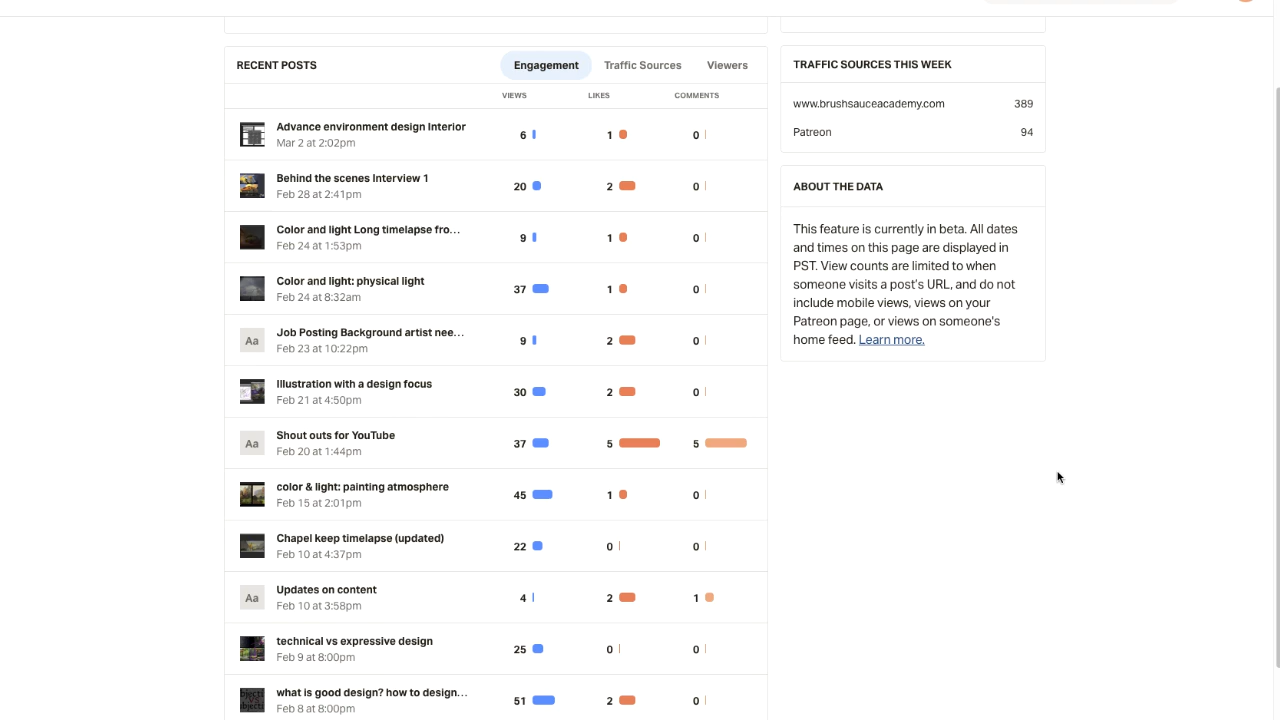 RECENT POSTS
Engagement
Traffic Sources
Viewers
VIEWS
LIKES
COMMENTS
Advance environment design Interior
Mar 2 at 2:02pm
6
1
0
Behind the scenes Interview 1
Feb 28 at 2:41pm
20
2
0
Color and light Long timelapse fro...
Feb 24 at 1:53pm
9
1
0
Color and light: physical light
Feb 24 at 8:32am
37
1
0
Aa
Job Posting Background artist nee...
Feb 23 at 10:22pm
9
2
0
Illustration with a design focus
Feb 21 at 4:50pm
30
2
0
Aa
Shout outs for YouTube
Feb 20 at 1:44pm
37
5
5
color & light: painting atmosphere
Feb 15 at 2:01pm
45
1
0
Chapel keep timelapse (updated)
Feb 10 at 4:37pm
22
0
0
Aa
Updates on content
Feb 10 at 3:58pm
4
2
1
technical vs expressive design
Feb 9 at 8:00pm
25
0
0
what is good design? how to design...
Feb 8 at 8:00pm
51
2
0
TRAFFIC SOURCES THIS WEEK
www.brushsauceacademy.com
389
Patreon
94
ABOUT THE DATA
This feature is currently in beta. All dates
and times on this page are displayed in
PST. View counts are limited to when
someone visits a post's URL, and do not
include mobile views, views on your
Patreon page, or views on someone's
home feed. Learn more.